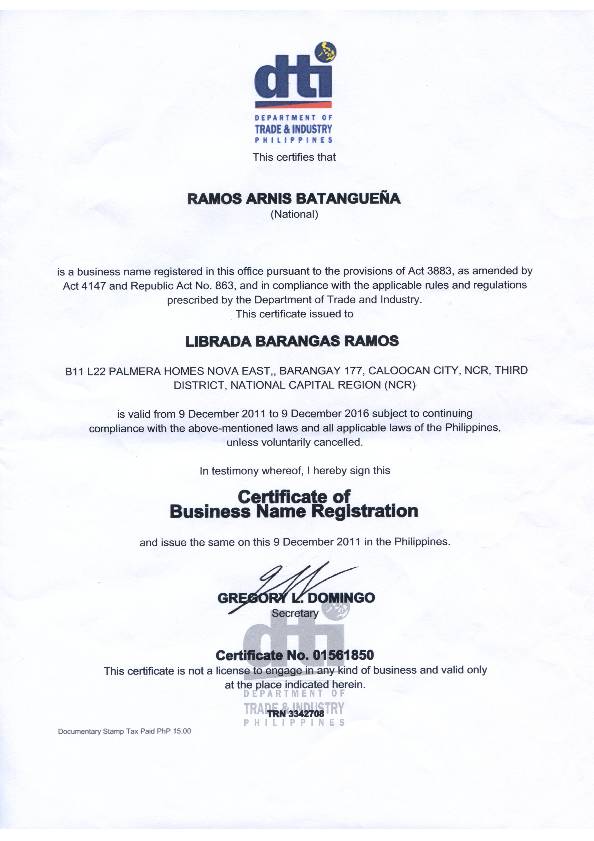 dti
DEPARTMENT OF
TRADE & INDUSTRY
PHILIPPINES
This certifies that
RAMOS ARNIS BATANGUEÑA
(National)
is a business name registered in this office pursuant to the provisions of Act 3883, as amended by
Act 4147 and Republic Act No. 863, and in compliance with the applicable rules and regulations
prescribed by the Department of Trade and Industry.
This certificate issued to
LIBRADA BARANGAS RAMOS
B11 L22 PALMERA HOMES NOVA EAST,, BARANGAY 177, CALOOCAN CITY, NCR, THIRD
DISTRICT, NATIONAL CAPITAL REGION (NCR)
is valid from 9 December 2011 to 9 December 2016 subject to continuing
compliance with the above-mentioned laws and all applicable laws of the Philippines,
unless voluntarily cancelled.
In testimony whereof, I hereby sign this
Certificate of
Business Name Registration
and issue the same on this 9 December 2011 in the Philippines.
GREGORY L. DOMINGO
Secretary
dti
Certificate No. 01561850
This certificate is not a license to engage in any kind of business and valid only
at the place indicated herein.
DEPARTMENT OF
TRADE & INDUSTRY
TRN 3342708
PHILIPPINES
Documentary Stamp Tax Paid PhP 15.00